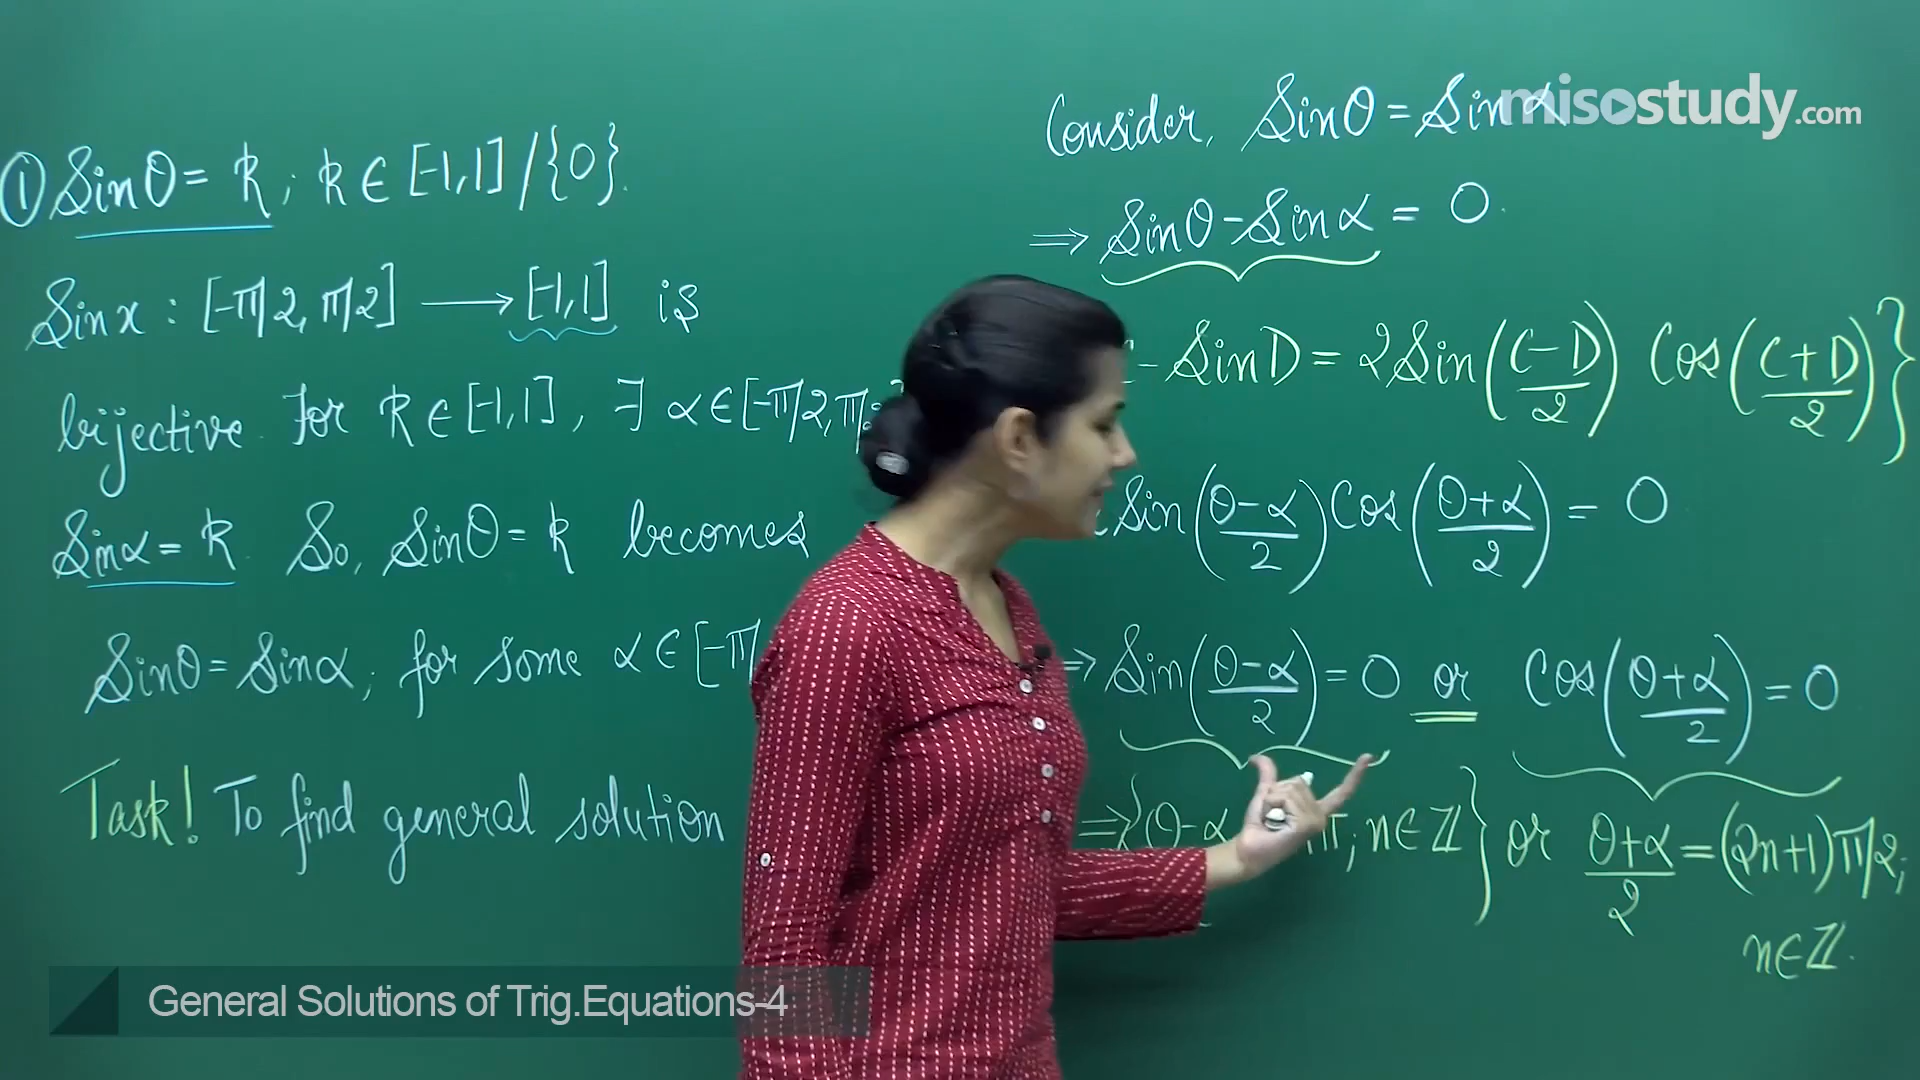 misostudy.com
① Sinθ = k ; k ∈ [-1,1] / {0}.
Sin x : [-π/2, π/2] ⟶ [-1,1] is
bijective. For k ∈ [-1,1], ∃ α ∈ [-π/2, π/
Sinα = k. So, Sinθ = k becomes
Sinθ = Sinα ; for some α ∈ [-π/
Task! To find general solution
Consider, Sinθ = Sinα
⇒ Sinθ - Sinα = 0.
- Sin D = 2 Sin((C-D)/2) Cos((C+D)/2) }
Sin((θ-α)/2) Cos((θ+α)/2) = 0
⇒ Sin((θ-α)/2) = 0 or Cos((θ+α)/2) = 0
⇒ { θ-α π ; n ∈ ℤ } or (θ+α)/2 = (2n+1)π/2 ;
n ∈ ℤ.
General Solutions of Trig.Equations-4